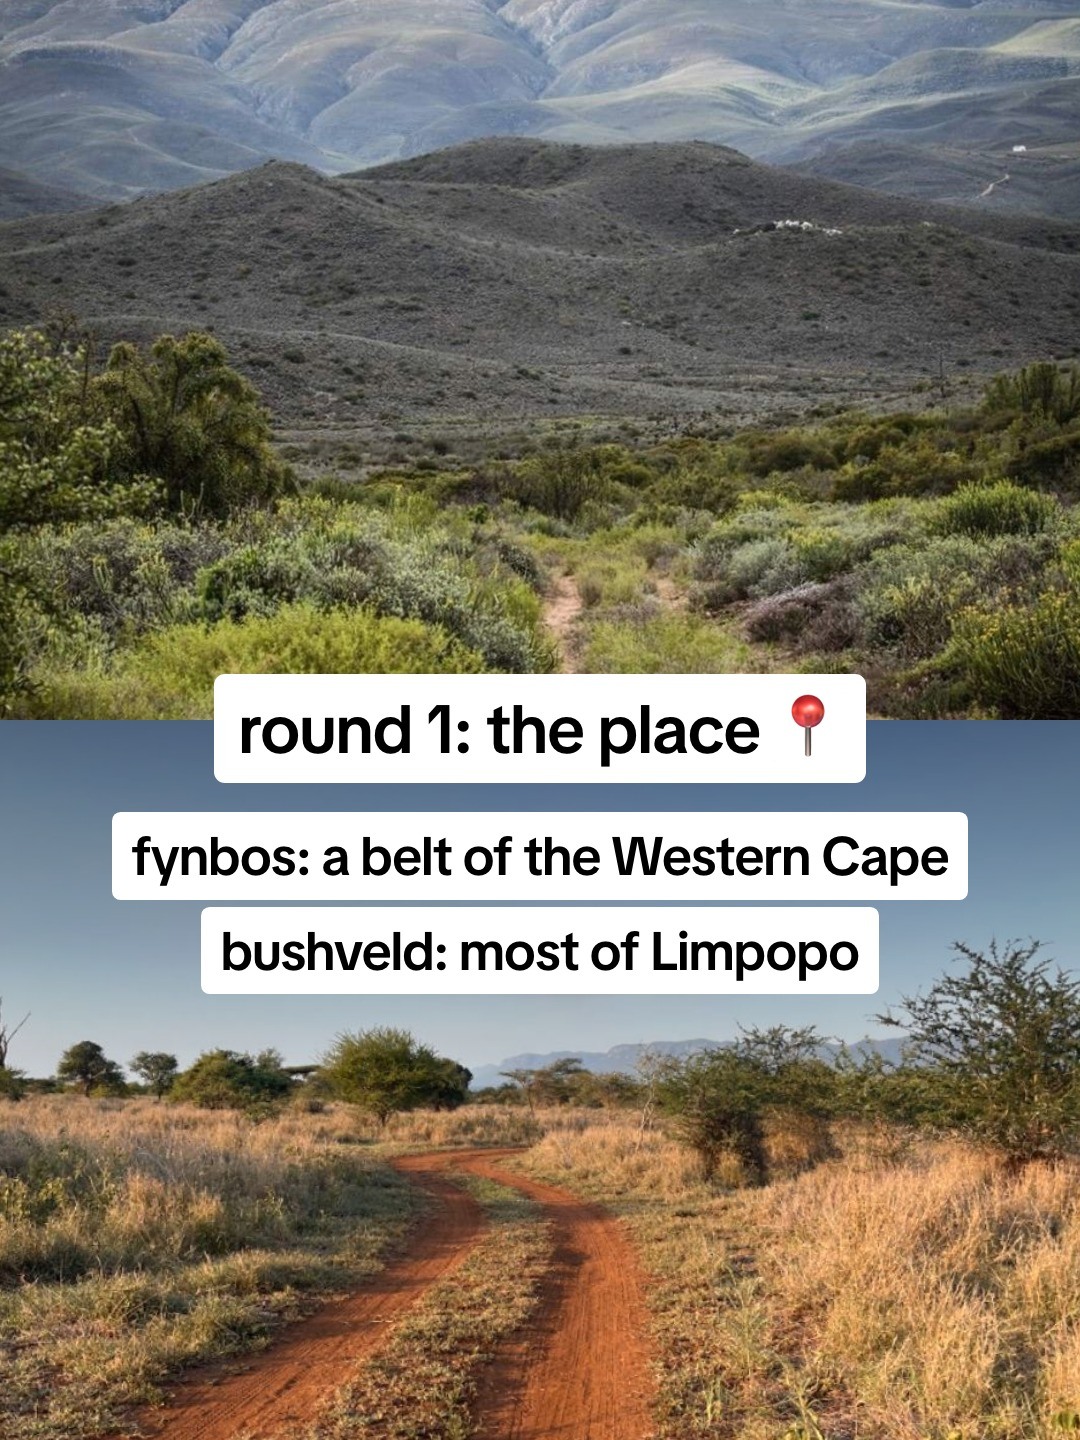 round 1: the place 📍
fynbos: a belt of the Western Cape
bushveld: most of Limpopo